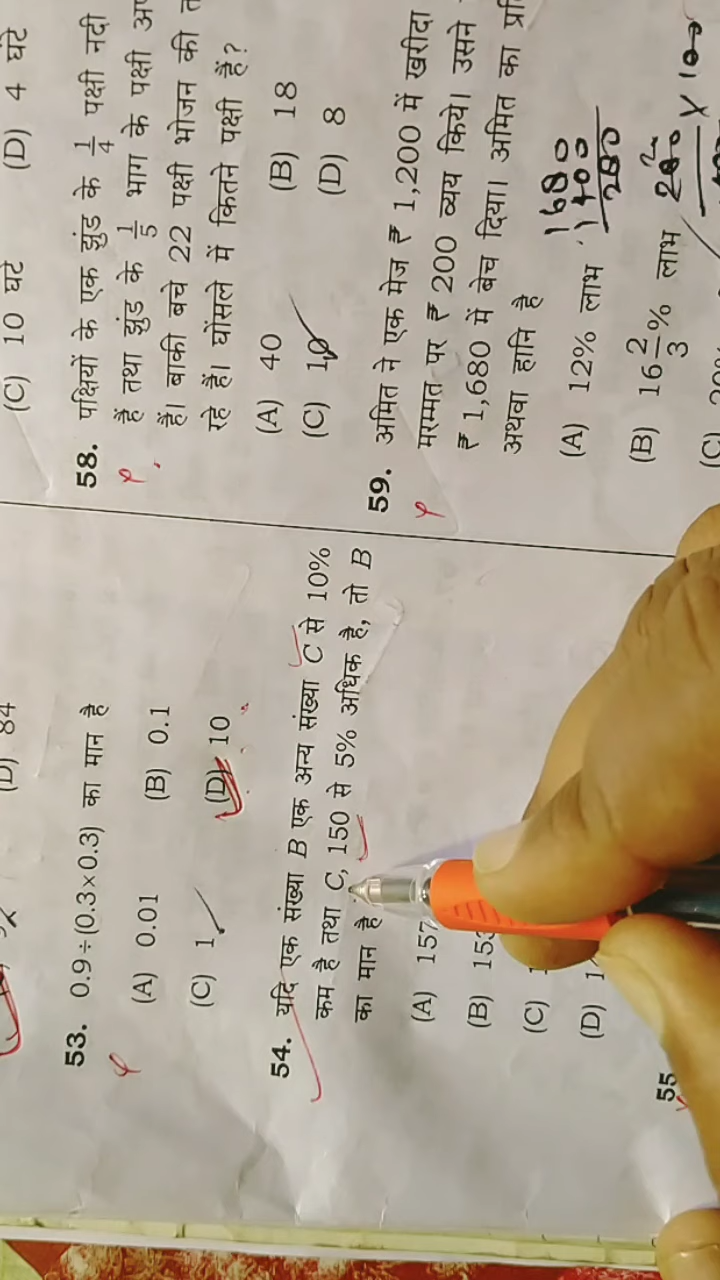 (D) 84
53. 0.9÷(0.3×0.3) का मान है
(A) 0.01 (B) 0.1
(C) 1 (D) 10
54. यदि एक संख्या B एक अन्य संख्या C से 10%
कम है तथा C, 150 से 5% अधिक है, तो B
का मान है
(A) 157
(B)
(C)
(D)
55
(C) 10 घंटे (D) 4 घंटे
58. पक्षियों के एक झुंड के 1/4 पक्षी नदी
हैं तथा झुंड के 1/5 भाग के पक्षी
हैं। बाकी बचे 22 पक्षी भोजन की
रहे हैं। घोंसले में कितने पक्षी हैं?
(A) 40 (B) 18
(C) 10 (D) 8
59. अमित ने एक मेज ₹ 1,200 में खरीदा
मरम्मत पर ₹ 200 व्यय किये। उसने
₹ 1,680 में बेच दिया। अमित का
अथवा हानि है
(A) 12% लाभ
1680
1400
280
(B) 16 2/3% लाभ
280 × 100
(C)